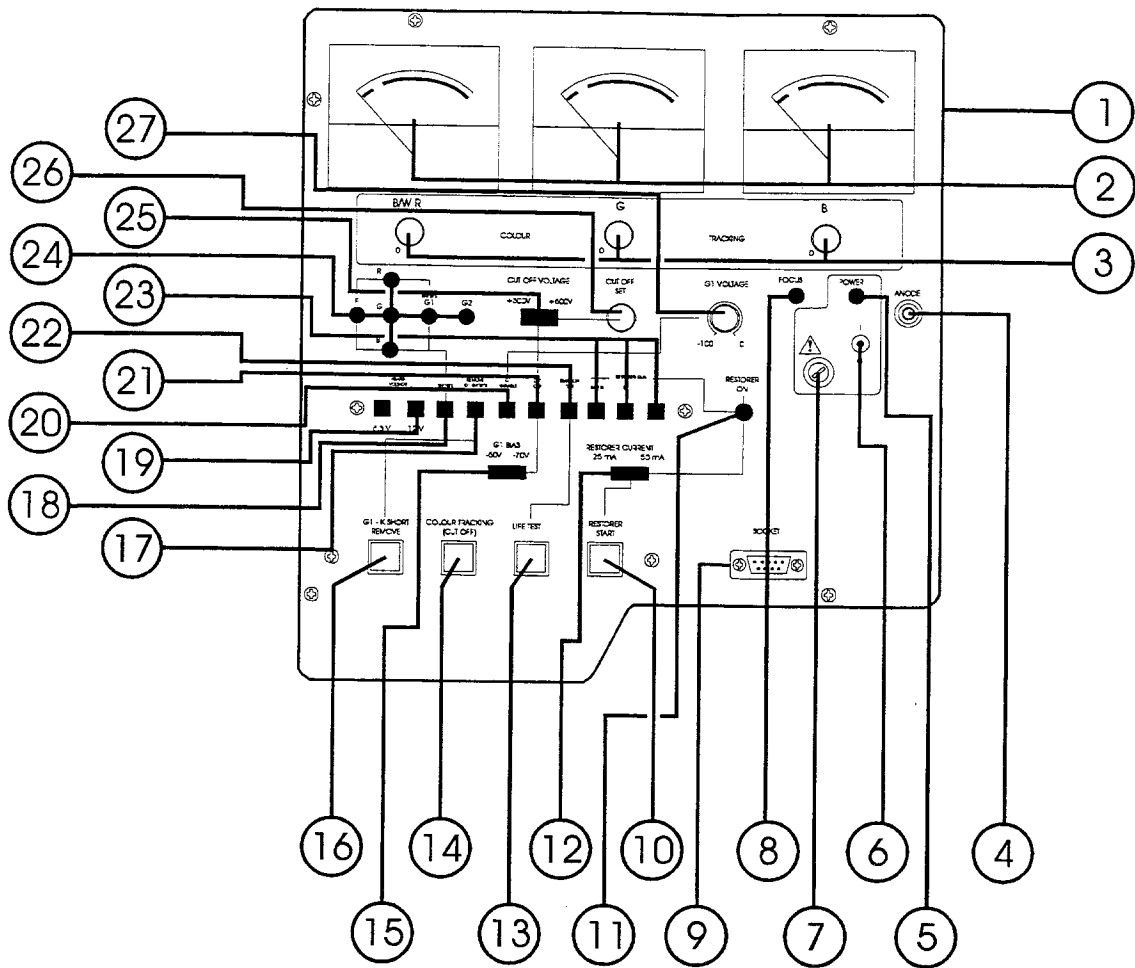 B/W R
G
B
COLOUR
TRACKING
0
0
0
CUT OFF VOLTAGE
+300V
+600V
CUT OFF
SET
G1 VOLTAGE
-100
0
FOCUS
POWER
ANODE
R
F
G
G1
G2
B
I
RESTORER
ON
6.3 V
12V
G1 BIAS
-50V
-70V
RESTORER CURRENT
25 mA
55 mA
G1 - K SHORT
REMOVE
COLOUR TRACKING
(CUT OFF)
LIFE TEST
RESTORER
START
SOCKET
1
2
3
4
5
6
7
8
9
10
11
12
13
14
15
16
17
18
19
20
21
22
23
24
25
26
27